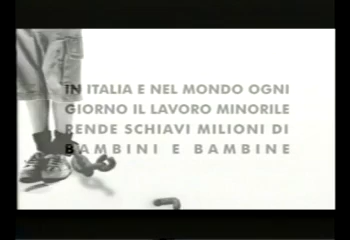 IN ITALIA E NEL MONDO OGNI
GIORNO IL LAVORO MINORILE
RENDE SCHIAVI MILIONI DI
BAMBINI E BAMBINE